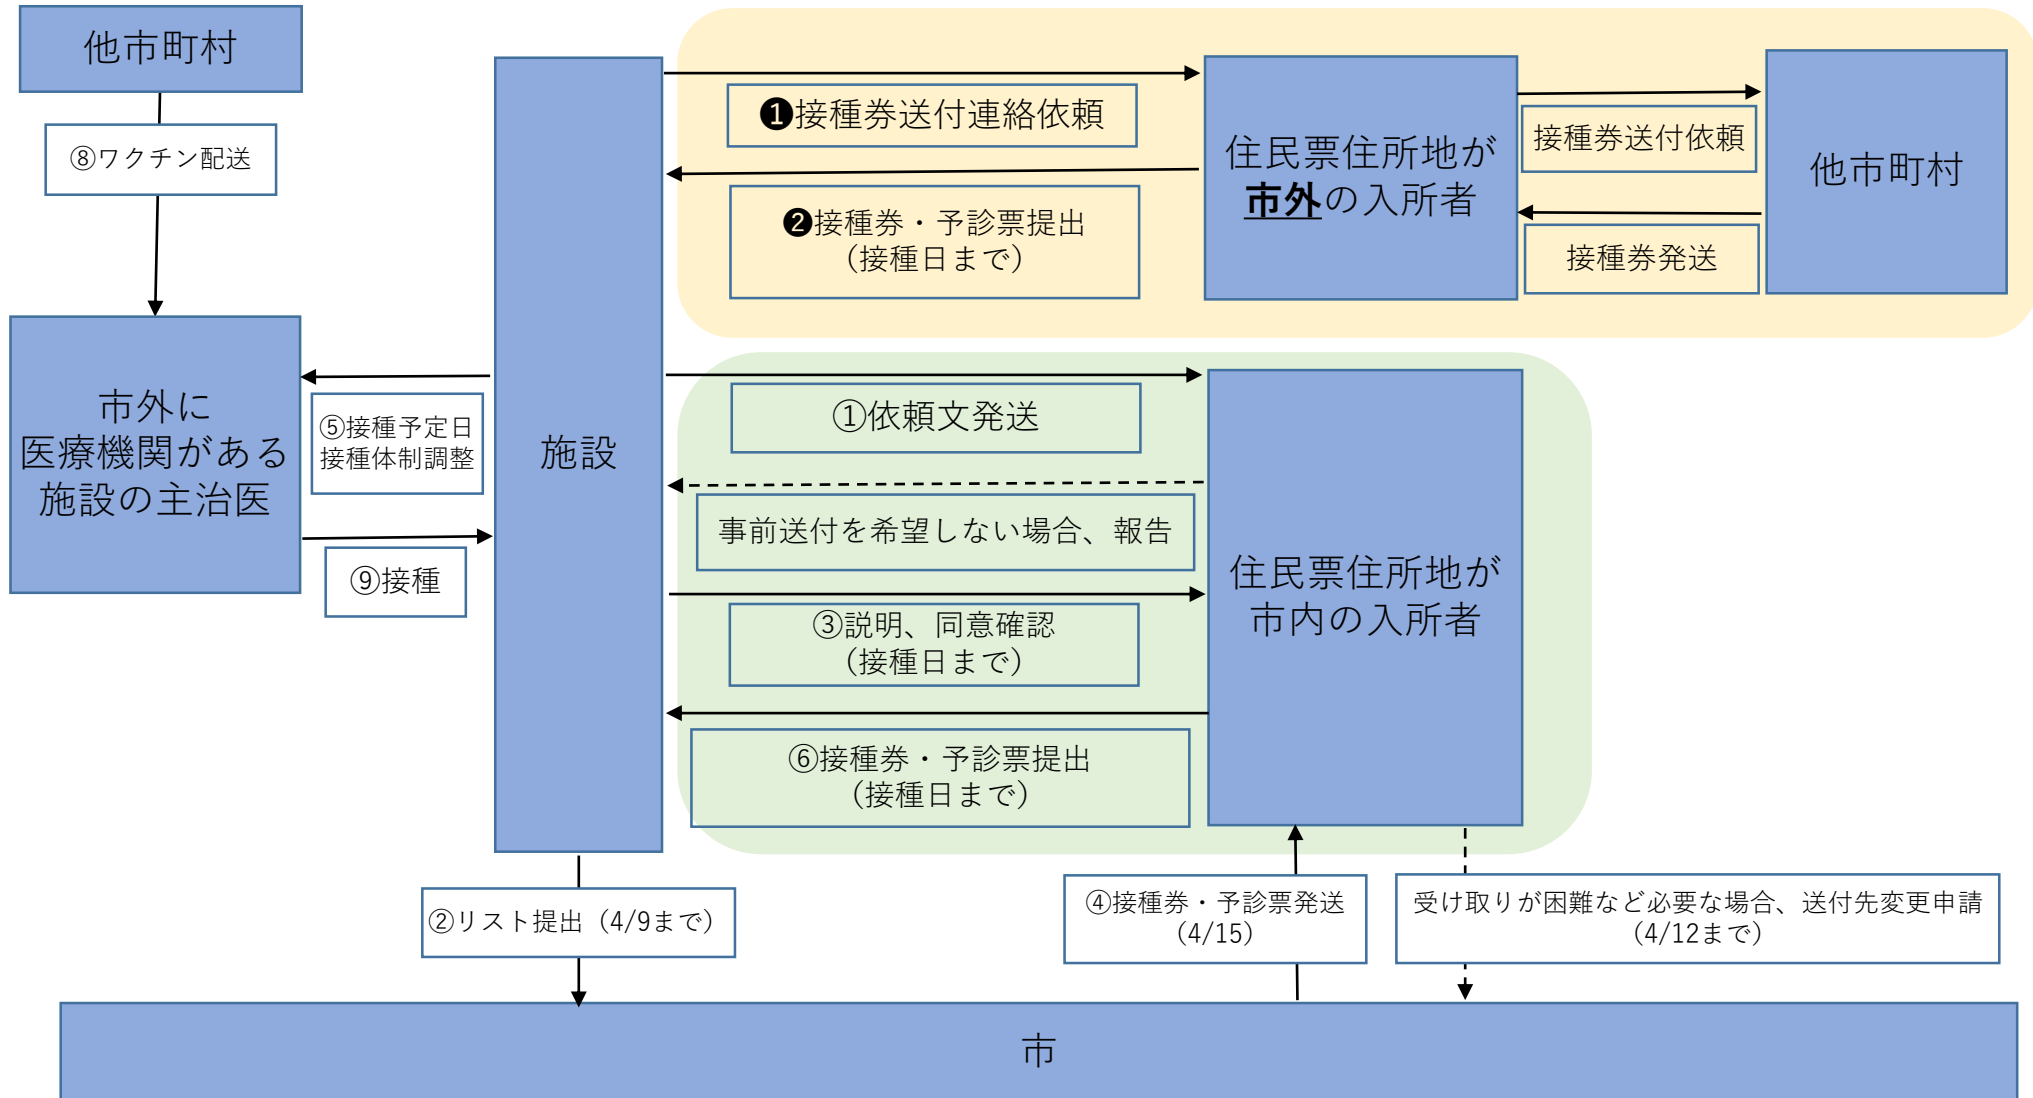 他市町村
⑧ワクチン配送
市外に
医療機関がある
施設の主治医
⑤接種予定日
接種体制調整
⑨接種
施設
❶接種券送付連絡依頼
❷接種券・予診票提出
（接種日まで）
住民票住所地が
市外の入所者
接種券送付依頼
接種券発送
他市町村
①依頼文発送
事前送付を希望しない場合、報告
③説明、同意確認
（接種日まで）
⑥接種券・予診票提出
（接種日まで）
住民票住所地が
市内の入所者
②リスト提出（4/9まで）
④接種券・予診票発送
（4/15）
受け取りが困難など必要な場合、送付先変更申請
（4/12まで）
市